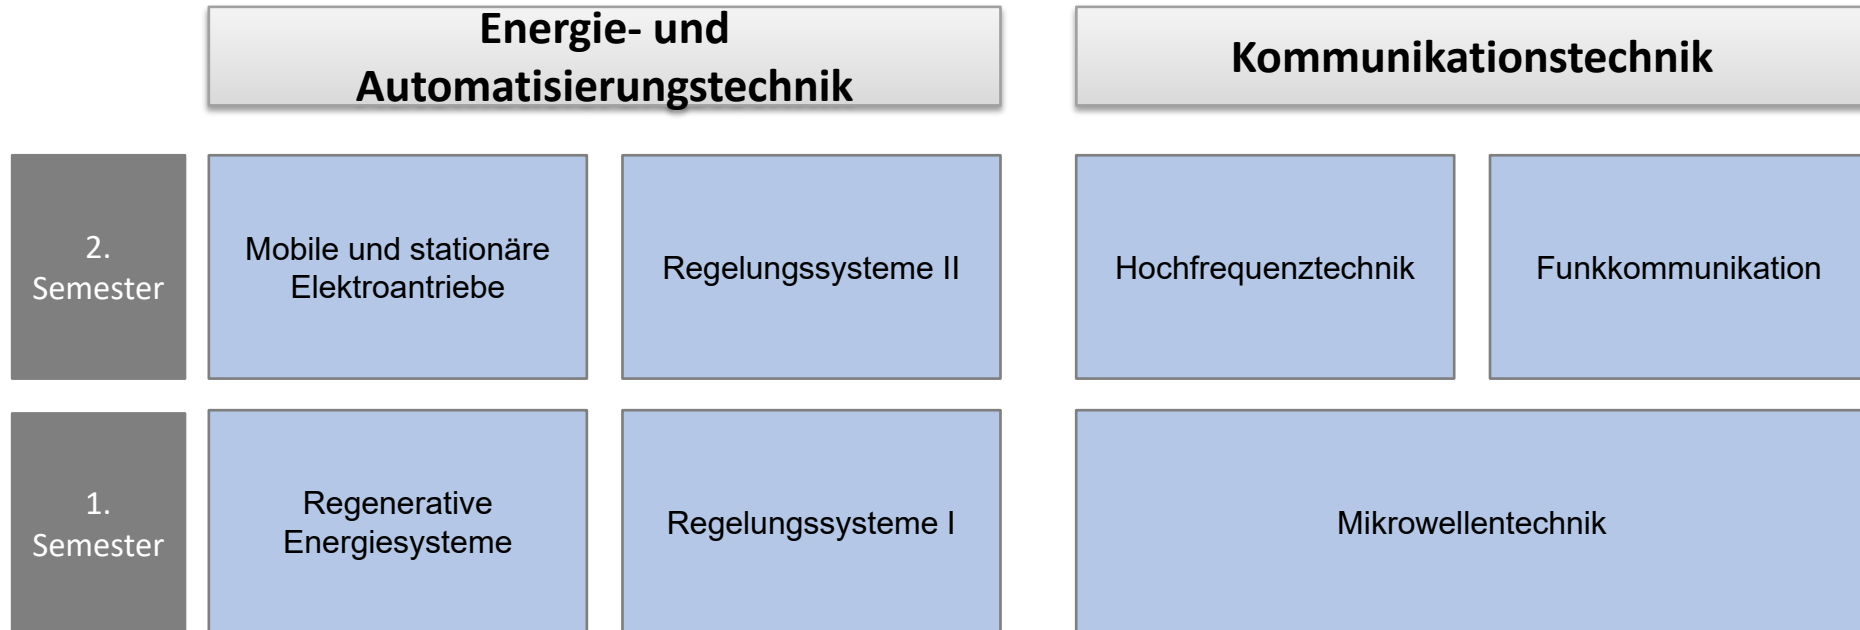 Energie- und
Automatisierungstechnik
Kommunikationstechnik
2.
Semester
Mobile und stationäre
Elektroantriebe
Regelungssysteme II
Hochfrequenztechnik
Funkkommunikation
1.
Semester
Regenerative
Energiesysteme
Regelungssysteme I
Mikrowellentechnik